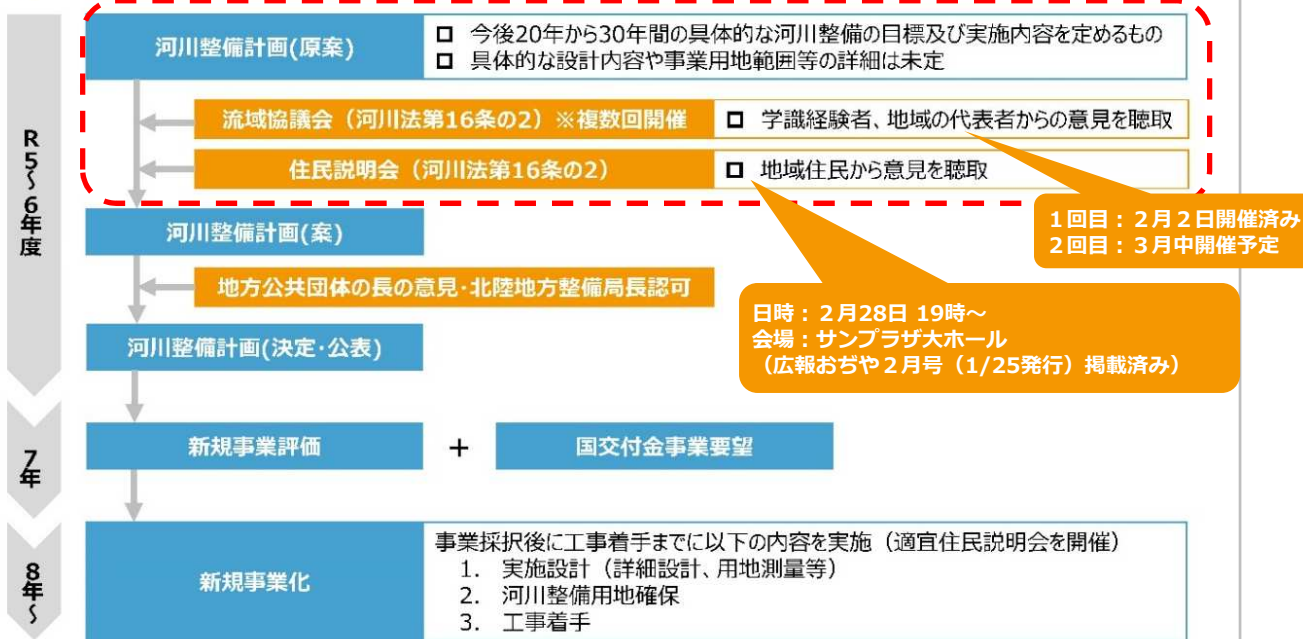 R5～6年度
河川整備計画(原案)
□ 今後20年から30年間の具体的な河川整備の目標及び実施内容を定めるもの
□ 具体的な設計内容や事業用地範囲等の詳細は未定
流域協議会（河川法第16条の2）※複数回開催
□ 学識経験者、地域の代表者からの意見を聴取
住民説明会（河川法第16条の2）
□ 地域住民から意見を聴取
1回目：２月２日開催済み
2回目：３月中開催予定
河川整備計画(案)
地方公共団体の長の意見･北陸地方整備局長認可
日時：２月28日 19時～
会場：サンプラザ大ホール
（広報おぢや２月号（1/25発行）掲載済み）
河川整備計画(決定･公表)
7年
新規事業評価
+
国交付金事業要望
8年～
新規事業化
事業採択後に工事着手までに以下の内容を実施（適宜住民説明会を開催）
1. 実施設計（詳細設計、用地測量等）
2. 河川整備用地確保
3. 工事着手